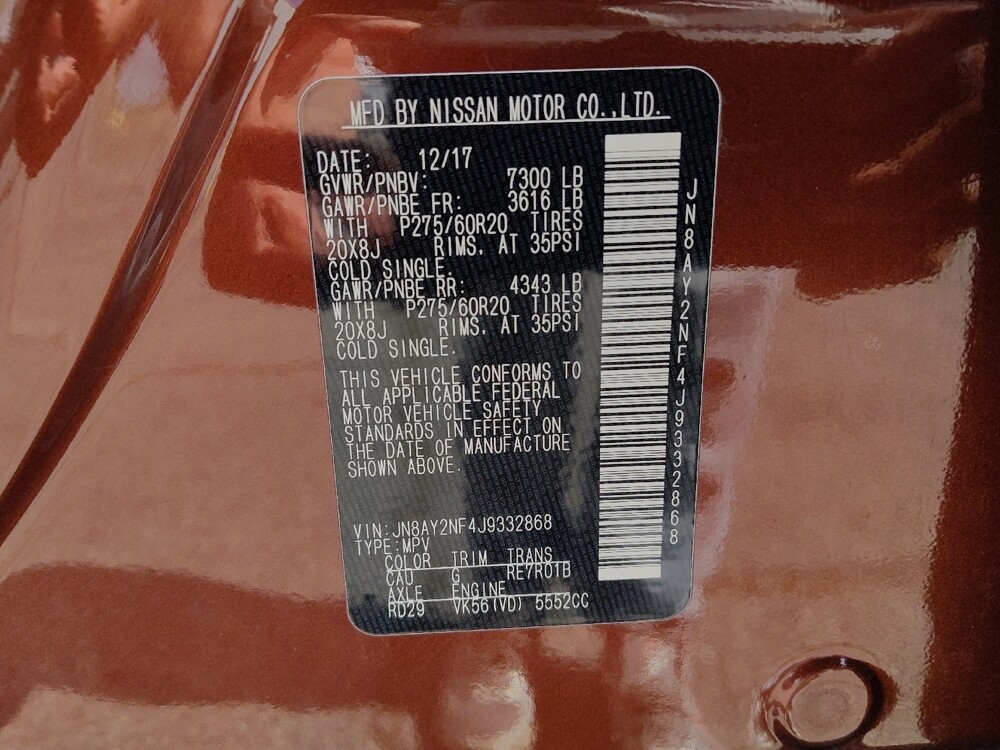 MFD BY NISSAN MOTOR CO.,LTD.
DATE: 12/17
GVWR/PNBV: 7300 LB
GAWR/PNBE FR: 3616 LB
WITH P275/60R20 TIRES
20X8J RIMS, AT 35PSI
COLD SINGLE.
GAWR/PNBE RR: 4343 LB
WITH P275/60R20 TIRES
20X8J RIMS, AT 35PSI
COLD SINGLE.
THIS VEHICLE CONFORMS TO
ALL APPLICABLE FEDERAL
MOTOR VEHICLE SAFETY
STANDARDS IN EFFECT ON
THE DATE OF MANUFACTURE
SHOWN ABOVE.
VIN:JN8AY2NF4J9332868
TYPE:MPV
COLOR TRIM TRANS
CAU G RE7R01B
AXLE ENGINE
RD29 VK56(VD) 5552CC
JN8AY2NF4J9332868